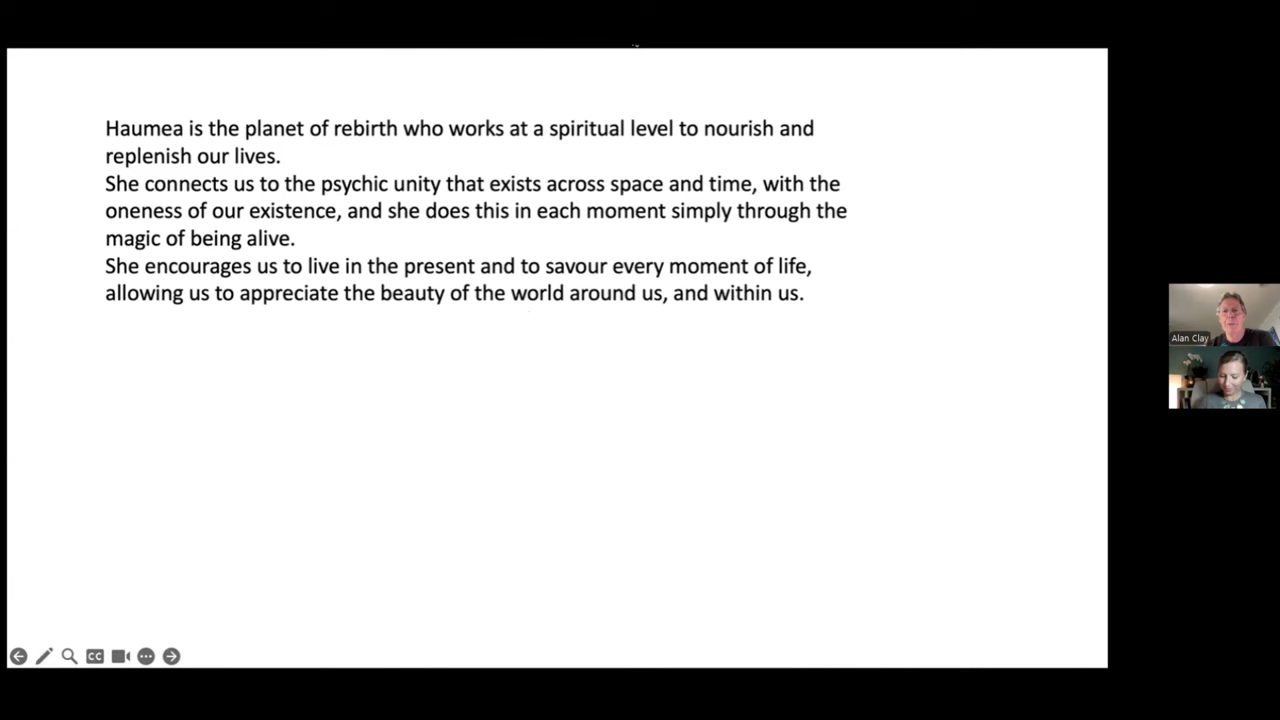 Haumea is the planet of rebirth who works at a spiritual level to nourish and
replenish our lives.
She connects us to the psychic unity that exists across space and time, with the
oneness of our existence, and she does this in each moment simply through the
magic of being alive.
She encourages us to live in the present and to savour every moment of life,
allowing us to appreciate the beauty of the world around us, and within us.
Alan Clay
CC